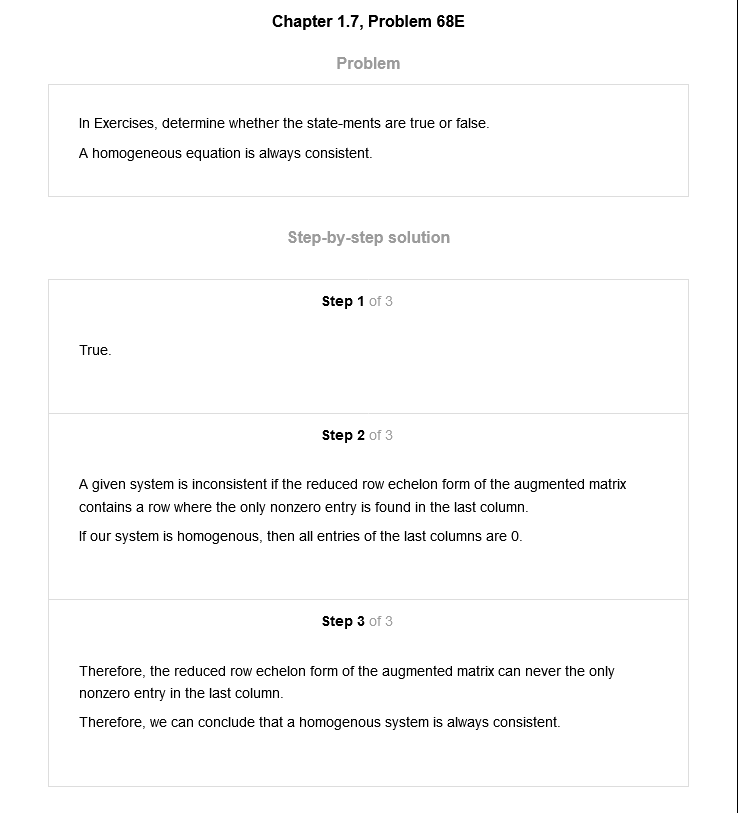 Chapter 1.7, Problem 68E
Problem
In Exercises, determine whether the state-ments are true or false.
A homogeneous equation is always consistent.
Step-by-step solution
Step 1 of 3
True.
Step 2 of 3
A given system is inconsistent if the reduced row echelon form of the augmented matrix
contains a row where the only nonzero entry is found in the last column.
If our system is homogenous, then all entries of the last columns are 0.
Step 3 of 3
Therefore, the reduced row echelon form of the augmented matrix can never the only
nonzero entry in the last column.
Therefore, we can conclude that a homogenous system is always consistent.